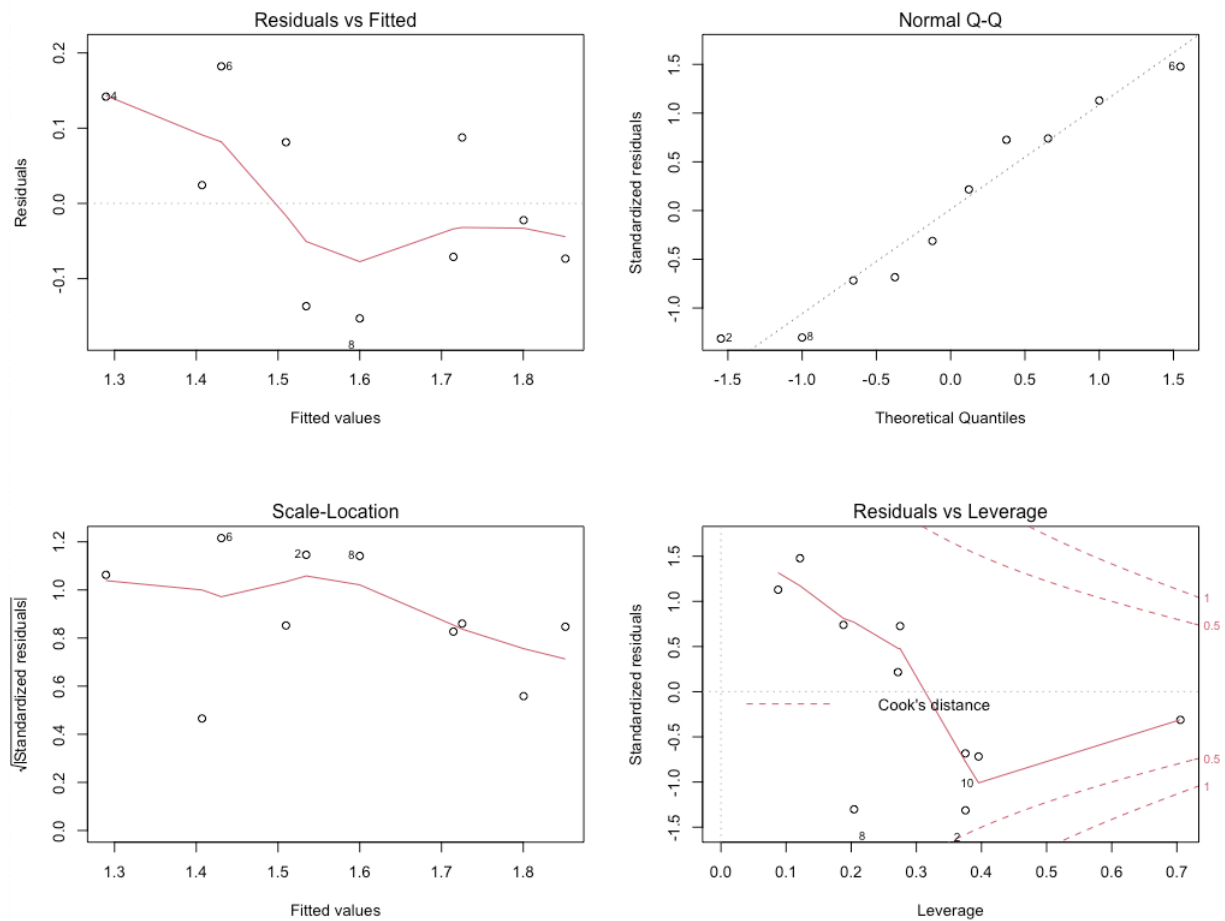 Residuals vs Fitted
Residuals
0.2
0.1
0.0
-0.1
4
6
8
1.3 1.4 1.5 1.6 1.7 1.8
Fitted values
Normal Q-Q
Standardized residuals
1.5
1.0
0.5
0.0
-0.5
-1.0
6
2
8
-1.5 -1.0 -0.5 0.0 0.5 1.0 1.5
Theoretical Quantiles
Scale-Location
√|Standardized residuals|
1.2
1.0
0.8
0.6
0.4
0.2
0.0
6
2
8
1.3 1.4 1.5 1.6 1.7 1.8
Fitted values
Residuals vs Leverage
Standardized residuals
1.5
1.0
0.5
0.0
-0.5
-1.0
-1.5
1
0.5
Cook's distance
0.5
10
1
8
2
0.0 0.1 0.2 0.3 0.4 0.5 0.6 0.7
Leverage